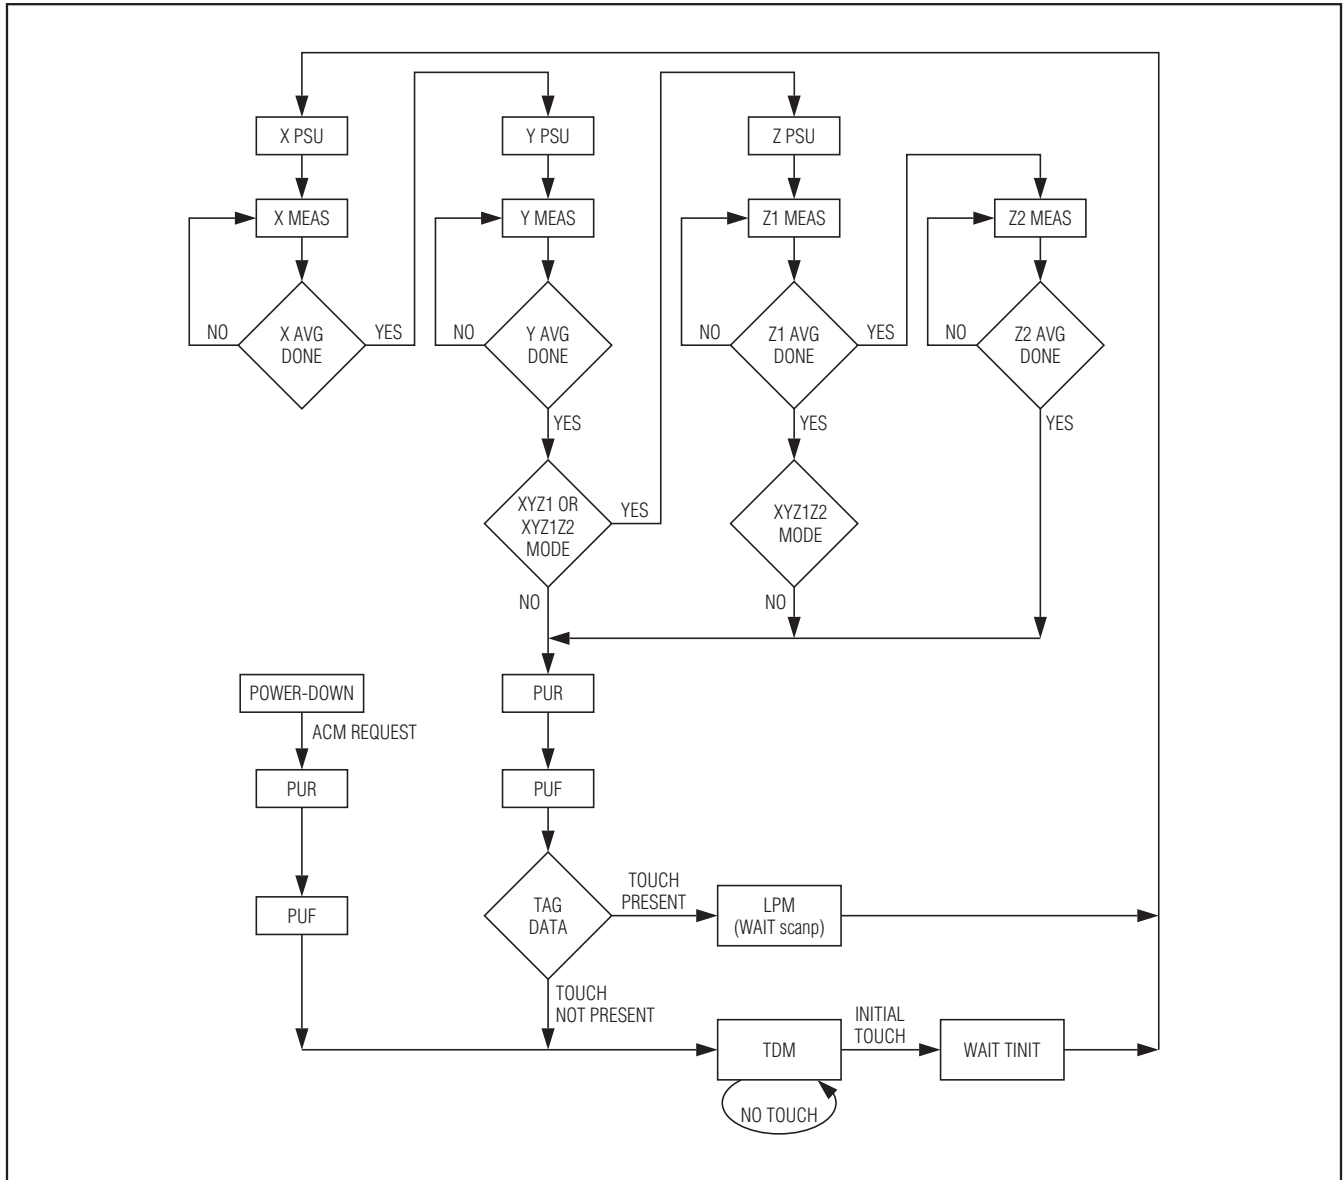 X PSU
Y PSU
Z PSU
X MEAS
Y MEAS
Z1 MEAS
Z2 MEAS
NO
X AVG
DONE
YES
NO
Y AVG
DONE
NO
Z1 AVG
DONE
YES
NO
Z2 AVG
DONE
YES
YES
YES
XYZ1 OR
XYZ1Z2
MODE
YES
XYZ1Z2
MODE
NO
NO
POWER-DOWN
PUR
ACM REQUEST
PUR
PUF
PUF
TAG
DATA
TOUCH
PRESENT
LPM
(WAIT scanp)
TOUCH
NOT PRESENT
TDM
INITIAL
TOUCH
WAIT TINIT
NO TOUCH